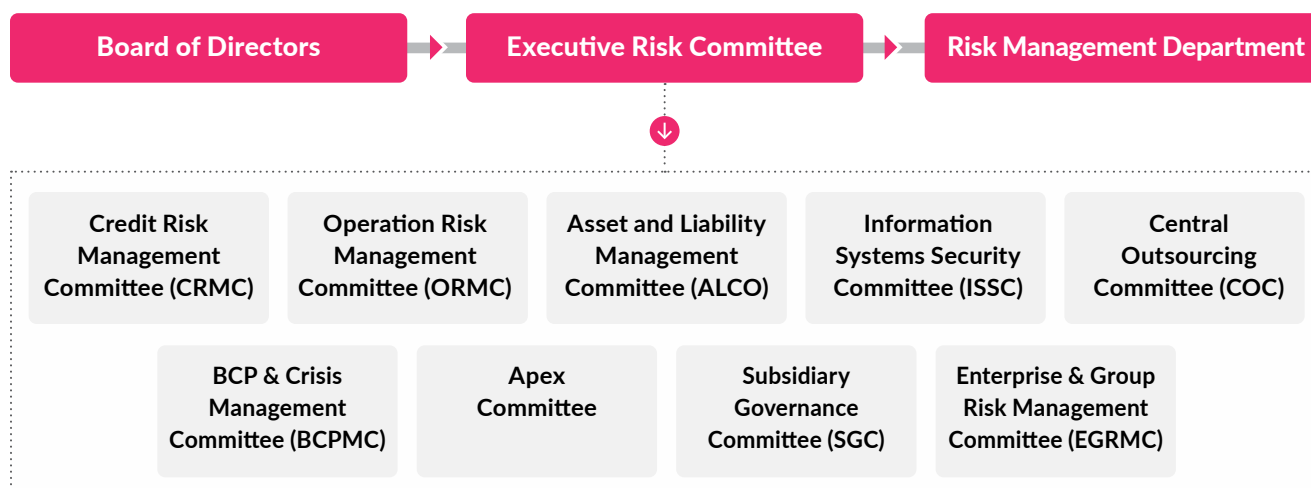 Board of Directors
Executive Risk Committee
Risk Management Department
Credit Risk
Management
Committee (CRMC)
Operation Risk
Management
Committee (ORMC)
Asset and Liability
Management
Committee (ALCO)
Information
Systems Security
Committee (ISSC)
Central
Outsourcing
Committee (COC)
BCP & Crisis
Management
Committee (BCPMC)
Apex
Committee
Subsidiary
Governance
Committee (SGC)
Enterprise & Group
Risk Management
Committee (EGRMC)